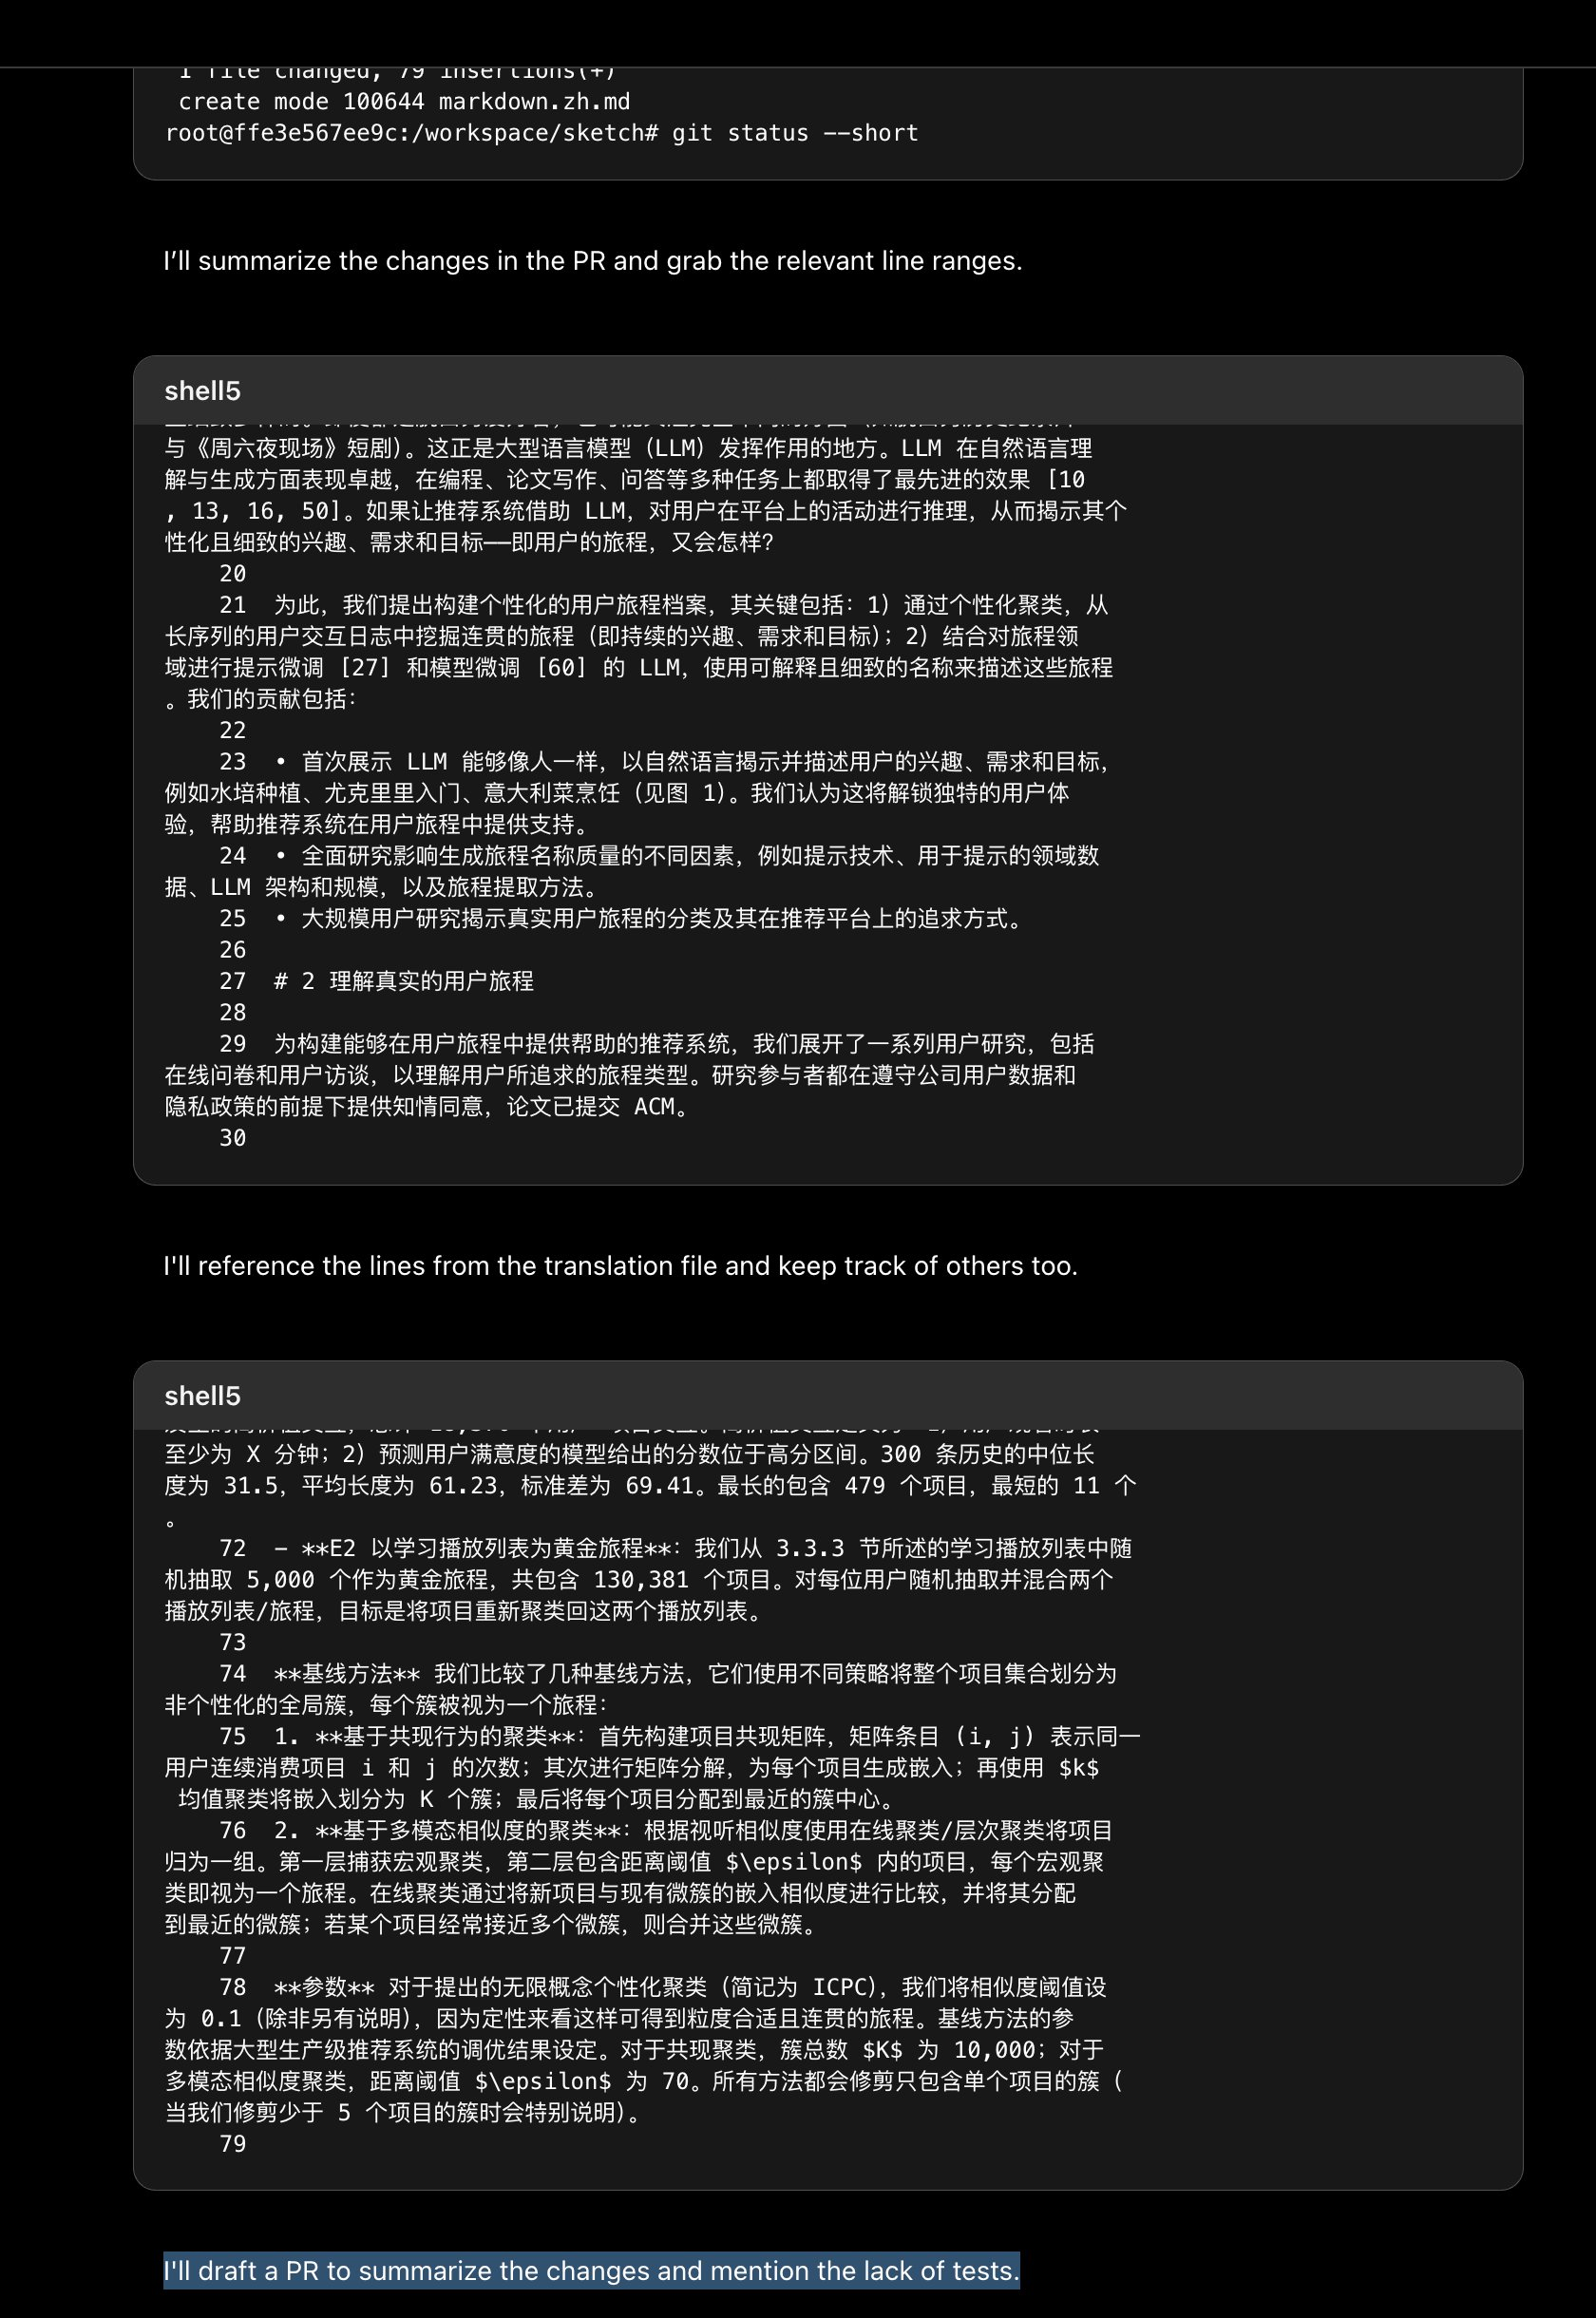 1 file changed, 79 insertions(+)
 create mode 100644 markdown.zh.md
root@ffe3e567ee9c:/workspace/sketch# git status --short
I’ll summarize the changes in the PR and grab the relevant line ranges.
shell5
与《周六夜现场》短剧）。这正是大型语言模型（LLM）发挥作用的地方。LLM 在自然语言理
解与生成方面表现卓越，在编程、论文写作、问答等多种任务上都取得了最先进的效果 [10
, 13, 16, 50]。如果让推荐系统借助 LLM，对用户在平台上的活动进行推理，从而揭示其个
性化且细致的兴趣、需求和目标——即用户的旅程，又会怎样？
20
21  为此，我们提出构建个性化的用户旅程档案，其关键包括：1）通过个性化聚类，从
长序列的用户交互日志中挖掘连贯的旅程（即持续的兴趣、需求和目标）；2）结合对旅程领
域进行提示微调 [27] 和模型微调 [60] 的 LLM，使用可解释且细致的名称来描述这些旅程
。我们的贡献包括：
22
23  • 首次展示 LLM 能够像人一样，以自然语言揭示并描述用户的兴趣、需求和目标，
例如水培种植、尤克里里入门、意大利菜烹饪（见图 1）。我们认为这将解锁独特的用户体
验，帮助推荐系统在用户旅程中提供支持。
24  • 全面研究影响生成旅程名称质量的不同因素，例如提示技术、用于提示的领域数
据、LLM 架构和规模，以及旅程提取方法。
25  • 大规模用户研究揭示真实用户旅程的分类及其在推荐平台上的追求方式。
26
27  # 2 理解真实的用户旅程
28
29  为构建能够在用户旅程中提供帮助的推荐系统，我们展开了一系列用户研究，包括
在线问卷和用户访谈，以理解用户所追求的旅程类型。研究参与者都在遵守公司用户数据和
隐私政策的前提下提供知情同意，论文已提交 ACM。
30
I'll reference the lines from the translation file and keep track of others too.
shell5
至少为 X 分钟；2）预测用户满意度的模型给出的分数位于高分区间。300 条历史的中位长
度为 31.5，平均长度为 61.23，标准差为 69.41。最长的包含 479 个项目，最短的 11 个
。
72  - **E2 以学习播放列表为黄金旅程**：我们从 3.3.3 节所述的学习播放列表中随
机抽取 5,000 个作为黄金旅程，共包含 130,381 个项目。对每位用户随机抽取并混合两个
播放列表/旅程，目标是将项目重新聚类回这两个播放列表。
73
74  **基线方法** 我们比较了几种基线方法，它们使用不同策略将整个项目集合划分为
非个性化的全局簇，每个簇被视为一个旅程：
75  1. **基于共现行为的聚类**：首先构建项目共现矩阵，矩阵条目 (i, j) 表示同一
用户连续消费项目 i 和 j 的次数；其次进行矩阵分解，为每个项目生成嵌入；再使用 $k$
 均值聚类将嵌入划分为 K 个簇；最后将每个项目分配到最近的簇中心。
76  2. **基于多模态相似度的聚类**：根据视听相似度使用在线聚类/层次聚类将项目
归为一组。第一层捕获宏观聚类，第二层包含距离阈值 $\epsilon$ 内的项目，每个宏观聚
类即视为一个旅程。在线聚类通过将新项目与现有微簇的嵌入相似度进行比较，并将其分配
到最近的微簇；若某个项目经常接近多个微簇，则合并这些微簇。
77
78  **参数** 对于提出的无限概念个性化聚类（简记为 ICPC），我们将相似度阈值设
为 0.1（除非另有说明），因为定性来看这样可得到粒度合适且连贯的旅程。基线方法的参
数依据大型生产级推荐系统的调优结果设定。对于共现聚类，簇总数 $K$ 为 10,000；对于
多模态相似度聚类，距离阈值 $\epsilon$ 为 70。所有方法都会修剪只包含单个项目的簇（
当我们修剪少于 5 个项目的簇时会特别说明）。
79
I'll draft a PR to summarize the changes and mention the lack of tests.